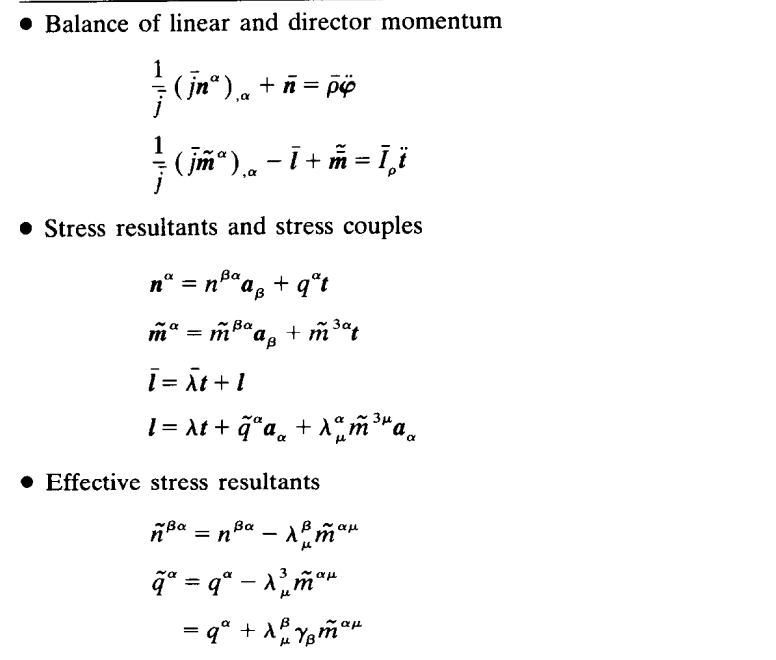 • Balance of linear and director momentum
$\frac{1}{\bar{j}} (\bar{j}\boldsymbol{n}^{\alpha})_{,\alpha} + \bar{\boldsymbol{n}} = \bar{\rho}\ddot{\boldsymbol{\varphi}}$
$\frac{1}{\bar{j}} (\bar{j}\tilde{\boldsymbol{m}}^{\alpha})_{,\alpha} - \bar{\boldsymbol{l}} + \bar{\tilde{\boldsymbol{m}}} = \bar{I}_{\rho}\ddot{\boldsymbol{t}}$
• Stress resultants and stress couples
$\boldsymbol{n}^{\alpha} = n^{\beta\alpha}\boldsymbol{a}_{\beta} + q^{\alpha}\boldsymbol{t}$
$\tilde{\boldsymbol{m}}^{\alpha} = \tilde{m}^{\beta\alpha}\boldsymbol{a}_{\beta} + \tilde{m}^{3\alpha}\boldsymbol{t}$
$\bar{\boldsymbol{l}} = \bar{\lambda}\boldsymbol{t} + \boldsymbol{l}$
$\boldsymbol{l} = \lambda\boldsymbol{t} + \tilde{q}^{\alpha}\boldsymbol{a}_{\alpha} + \lambda^{\alpha}_{\mu}\tilde{m}^{3\mu}\boldsymbol{a}_{\alpha}$
• Effective stress resultants
$\tilde{n}^{\beta\alpha} = n^{\beta\alpha} - \lambda^{\beta}_{\mu}\tilde{m}^{\alpha\mu}$
$\tilde{q}^{\alpha} = q^{\alpha} - \lambda^{3}_{\mu}\tilde{m}^{\alpha\mu}$
$= q^{\alpha} + \lambda^{\beta}_{\mu}\gamma_{\beta}\tilde{m}^{\alpha\mu}$